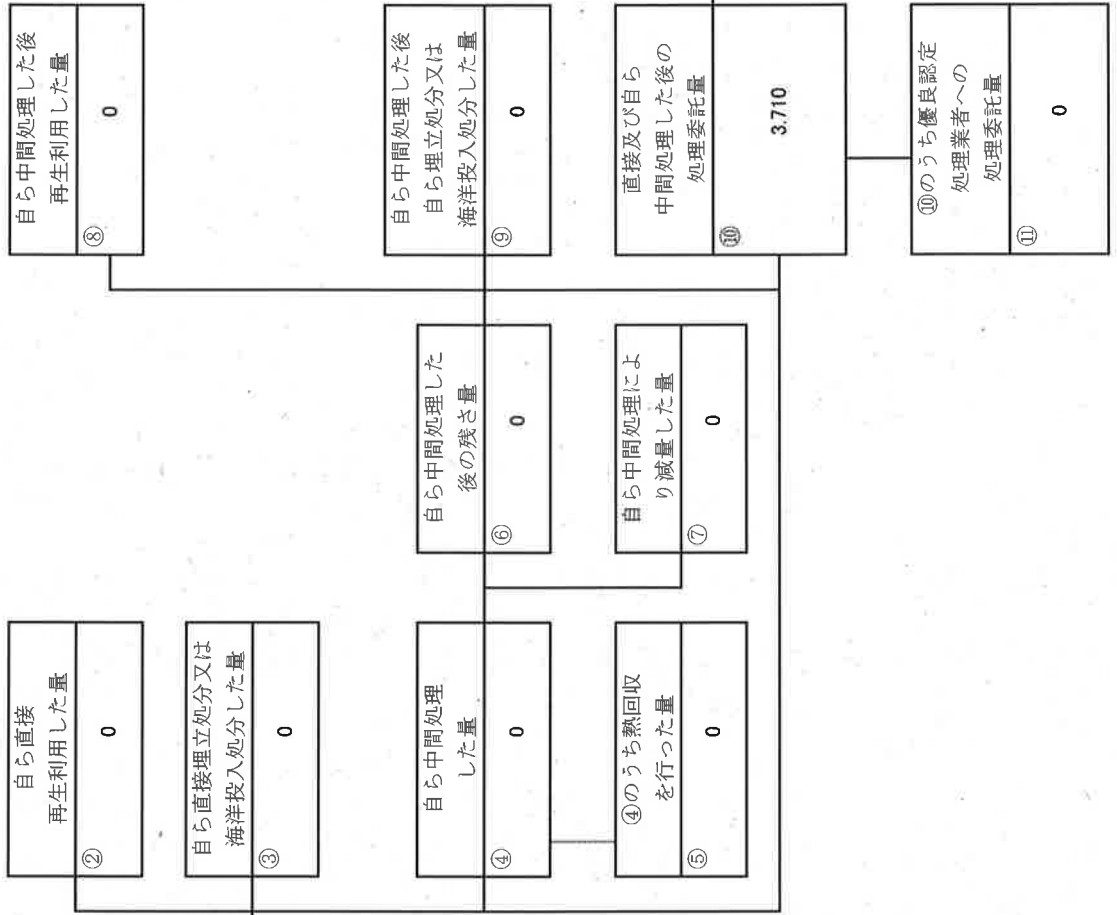 自ら直接
再生利用した量
②
0
自ら直接埋立処分又は
海洋投入処分した量
③
0
自ら中間処理
した量
④
0
④のうち熱回収
を行った量
⑤
0
自ら中間処理した
後の残さ量
⑥
0
自ら中間処理によ
り減量した量
⑦
0
自ら中間処理した後
再生利用した量
⑧
0
自ら中間処理した後
自ら埋立処分又は
海洋投入処分した量
⑨
0
直接及び自ら
中間処理した後の
処理委託量
⑩
3.710
⑩のうち優良認定
処理業者への
処理委託量
⑪
0